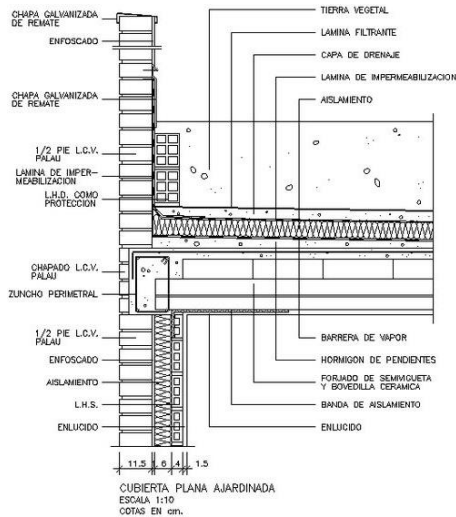 CHAPA GALVANIZADA
DE REMATE
ENFOSCADO
CHAPA GALVANIZADA
DE REMATE
1/2 PIE L.C.V.
PALAU
LAMINA DE IMPER-
MEABILIZACION
L.H.D. COMO
PROTECCION
CHAPADO L.C.V.
PALAU
ZUNCHO PERIMETRAL
1/2 PIE L.C.V.
PALAU
ENFOSCADO
AISLAMIENTO
L.H.S.
ENLUCIDO
TIERRA VEGETAL
LAMINA FILTRANTE
CAPA DE DRENAJE
LAMINA DE IMPERMEABILIZACION
AISLAMIENTO
BARRERA DE VAPOR
HORMIGON DE PENDIENTES
FORJADO DE SEMIVIGUETA
Y BOVEDILLA CERAMICA
BANDA DE AISLAMIENTO
ENLUCIDO
11.5 1 6 4 1.5
CUBIERTA PLANA AJARDINADA
ESCALA 1:10
COTAS EN cm.